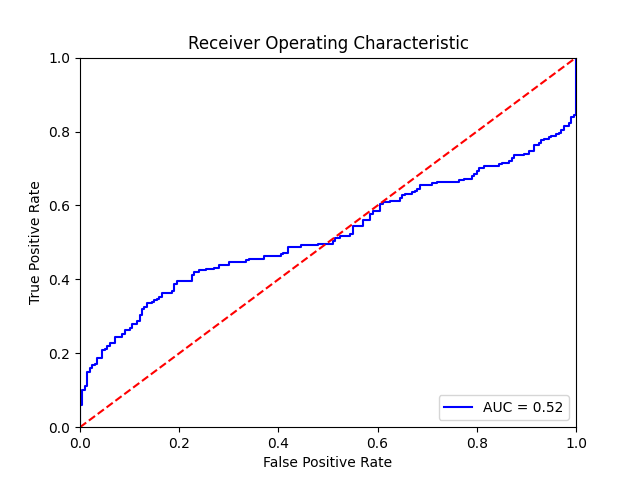 Receiver Operating Characteristic
1.0
0.8
0.6
0.4
0.2
0.0
True Positive Rate
AUC = 0.52
0.0 0.2 0.4 0.6 0.8 1.0
False Positive Rate